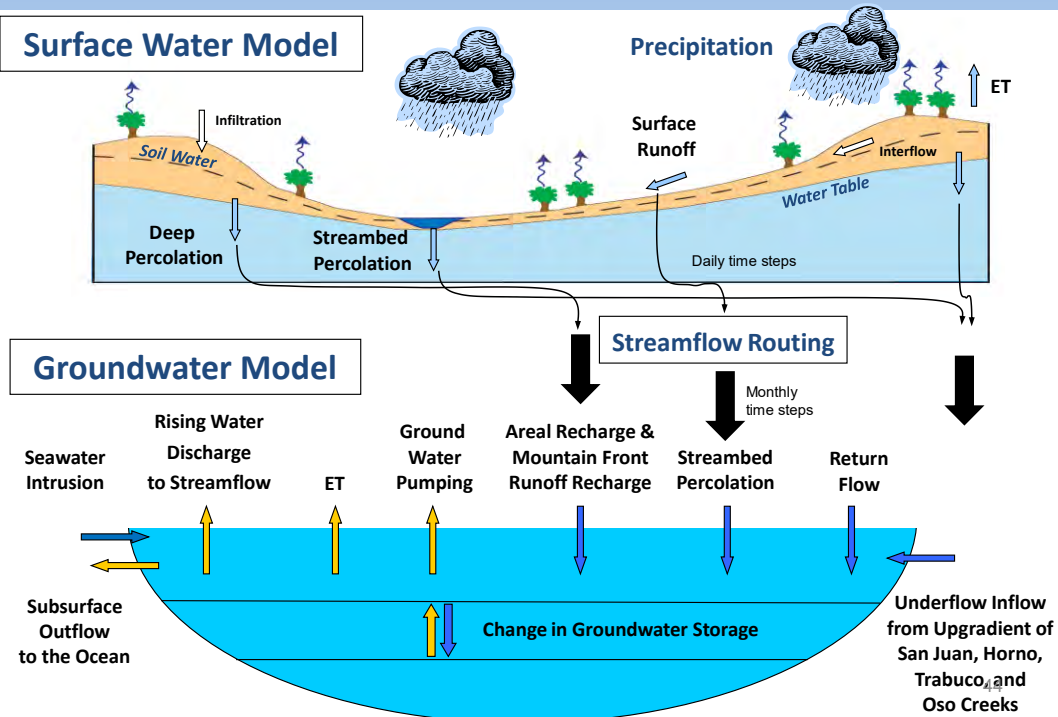 Surface Water Model
Precipitation
ET
Infiltration
Surface
Runoff
Soil Water
Interflow
Water Table
Deep
Percolation
Streambed
Percolation
Daily time steps
Streamflow Routing
Groundwater Model
Monthly
time steps
Seawater
Intrusion
Rising Water
Discharge
to Streamflow
ET
Ground
Water
Pumping
Areal Recharge &
Mountain Front
Runoff Recharge
Streambed
Percolation
Return
Flow
Subsurface
Outflow
to the Ocean
Change in Groundwater Storage
Underflow Inflow
from Upgradient of
San Juan, Horno,
Trabuco, and
Oso Creeks
44